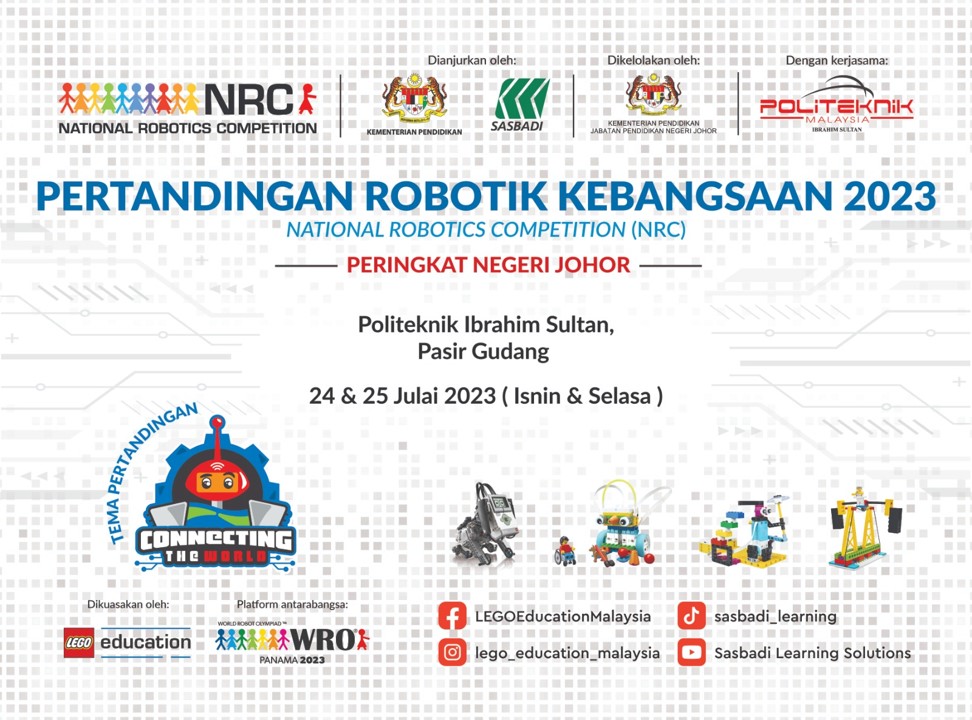 NRC
NATIONAL ROBOTICS COMPETITION
Dianjurkan oleh:
KEMENTERIAN PENDIDIKAN
SASBADI
Dikelolakan oleh:
KEMENTERIAN PENDIDIKAN
JABATAN PENDIDIKAN NEGERI JOHOR
Dengan kerjasama:
POLITEKNIK
MALAYSIA
IBRAHIM SULTAN
PERTANDINGAN ROBOTIK KEBANGSAAN 2023
NATIONAL ROBOTICS COMPETITION (NRC)
PERINGKAT NEGERI JOHOR
Politeknik Ibrahim Sultan,
Pasir Gudang
24 & 25 Julai 2023 ( Isnin & Selasa )
TEMA PERTANDINGAN
CONNECTING
THE WORLD
Dikuasakan oleh:
LEGO education
Platform antarabangsa:
WORLD ROBOT OLYMPIAD™
WRO®
PANAMA 2023
LEGOEducationMalaysia
sasbadi_learning
lego_education_malaysia
Sasbadi Learning Solutions